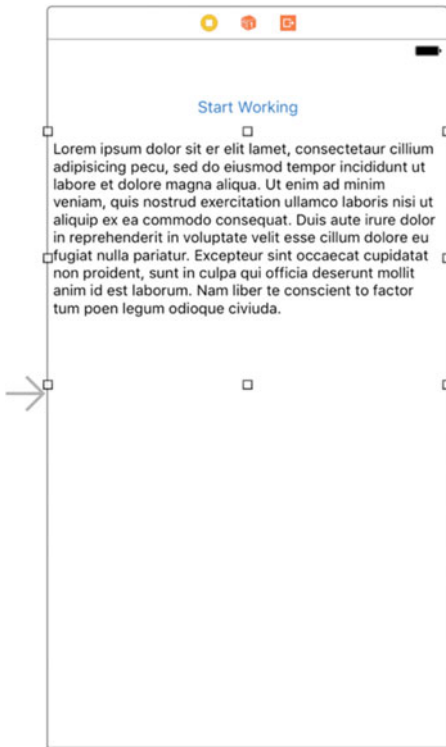 Start Working
Lorem ipsum dolor sit er elit lamet, consectetaur cillium
adipisicing pecu, sed do eiusmod tempor incididunt ut
labore et dolore magna aliqua. Ut enim ad minim
veniam, quis nostrud exercitation ullamco laboris nisi ut
aliquip ex ea commodo consequat. Duis aute irure dolor
in reprehenderit in voluptate velit esse cillum dolore eu
fugiat nulla pariatur. Excepteur sint occaecat cupidatat
non proident, sunt in culpa qui officia deserunt mollit
anim id est laborum. Nam liber te conscient to factor
tum poen legum odioque civiuda.